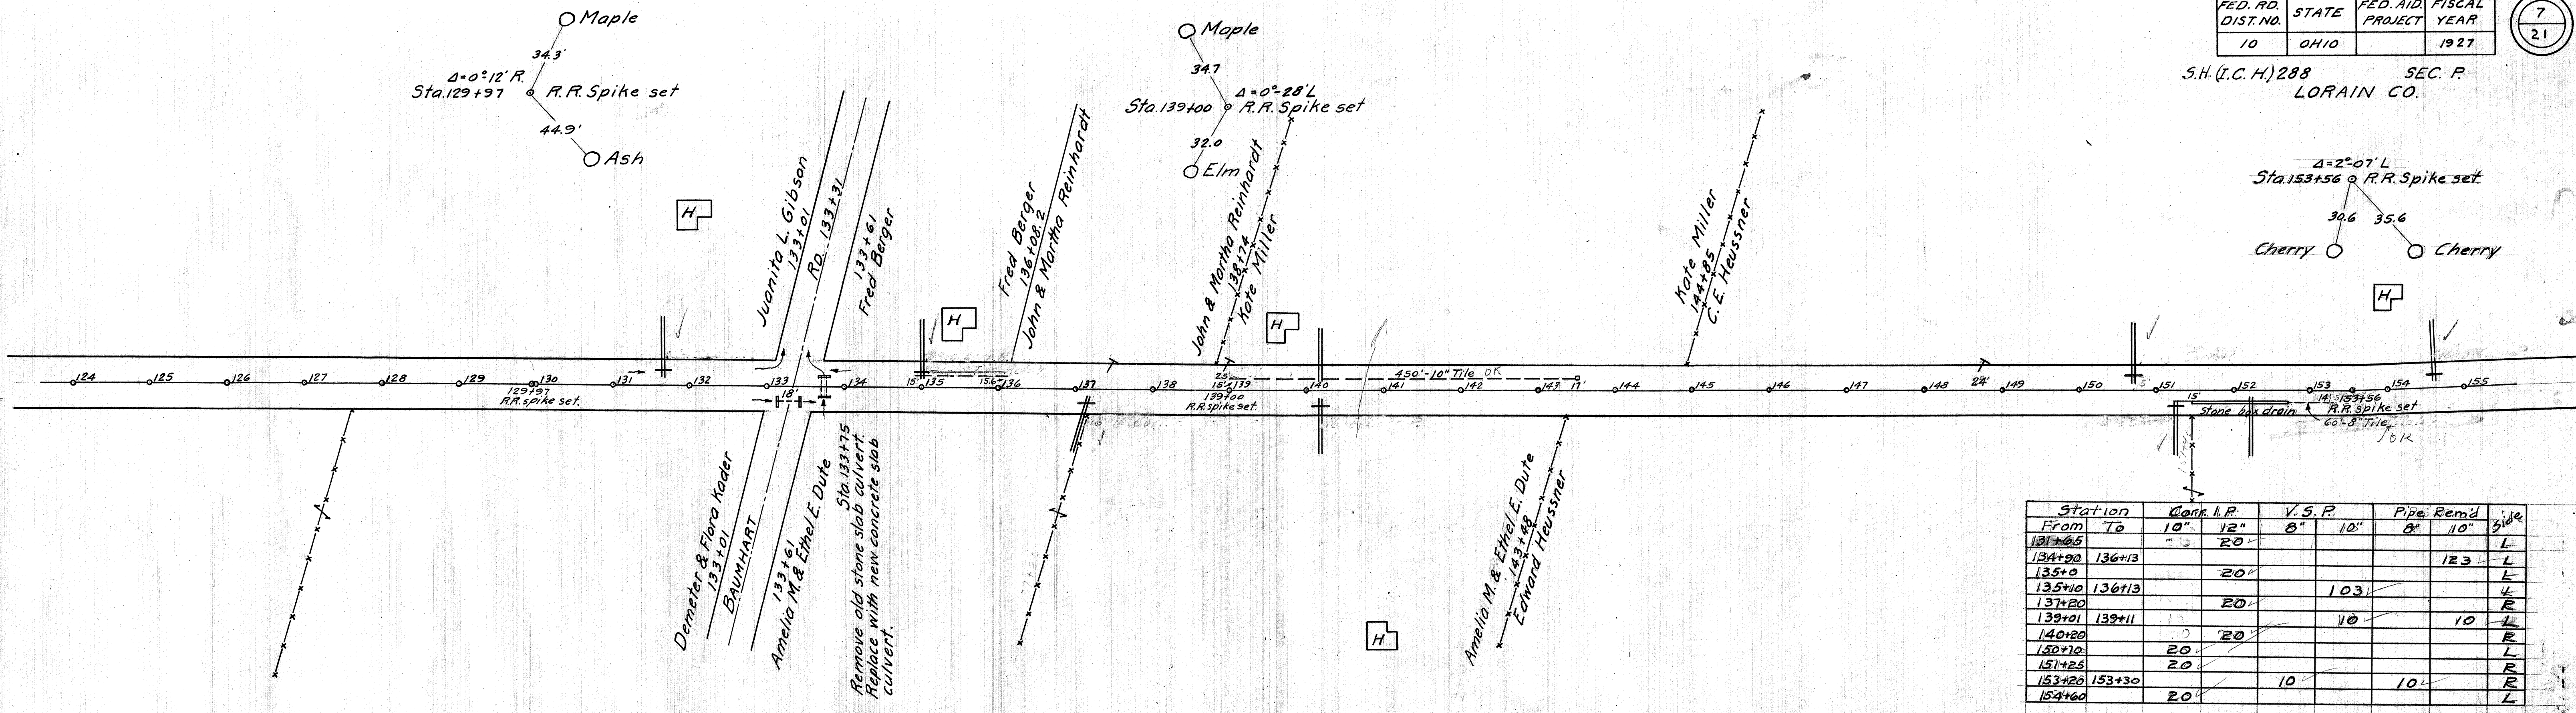 FED. RD. DIST. NO. STATE FED. AID. PROJECT FISCAL YEAR
10 OHIO 1927
7
21
S.H. (I.C.H.) 288 SEC. P.
LORAIN CO.
Maple
34.3'
Δ=0°-12' R.
Sta. 129+97 R.R. Spike set
44.9'
Ash
Maple
34.7
Δ=0°-28' L
Sta. 139+00 R.R. Spike set
32.0
Elm
Δ=2°-07' L
Sta. 153+56 R.R. Spike set
30.6 35.6
Cherry Cherry
H
H
H
H
Juanita L. Gibson
133+01
RD. 133+31
133+61
Fred Berger
Fred Berger
136+08.2
John & Martha Reinhardt
John & Martha Reinhardt
138+74
Kate Miller
Kate Miller
144+85
C. E. Heussner
124 125 126 127 128 129 130 131 132 133 134 135 136 137 138 139 140 141 142 143 144 145 146 147 148 149 150 151 152 153 154 155
129+97
R.R. spike set.
18'
15'
15.6'
25'
15'
139+00
R.R. spike set.
450'-10" Tile OK
17'
24'
15'
Stone box drain
14' 153+56
R.R. spike set
60'-8" Tile
OK
Demeter & Flora Kader
133+01
BAUMHART
133+61
Amelia M. & Ethel E. Dute
Sta. 133+75
Remove old stone slab culvert.
Replace with new concrete slab
culvert.
Amelia M. & Ethel E. Dute
143+48
Edward Heussner
H
Station Corr. I.P. V.S.P. Pipe Rem'd Side
From To 10" 12" 8" 10" 8" 10"
131+65 20 L
134+90 136+13 123 L
135+0 20 L
135+10 136+13 103 L
137+20 20 R
139+01 139+11 10 10 L
140+20 20 R
150+70 20 L
151+25 20 R
153+20 153+30 10 10 R
154+60 20 L